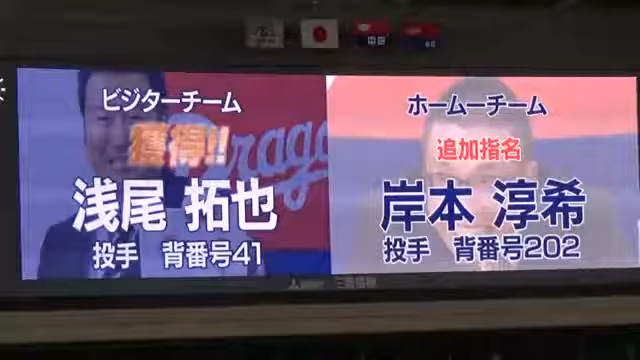 ビジターチーム
獲得!!
Drago
浅尾 拓也
投手 背番号41
ホームーチーム
追加指名
岸本 淳希
投手 背番号202